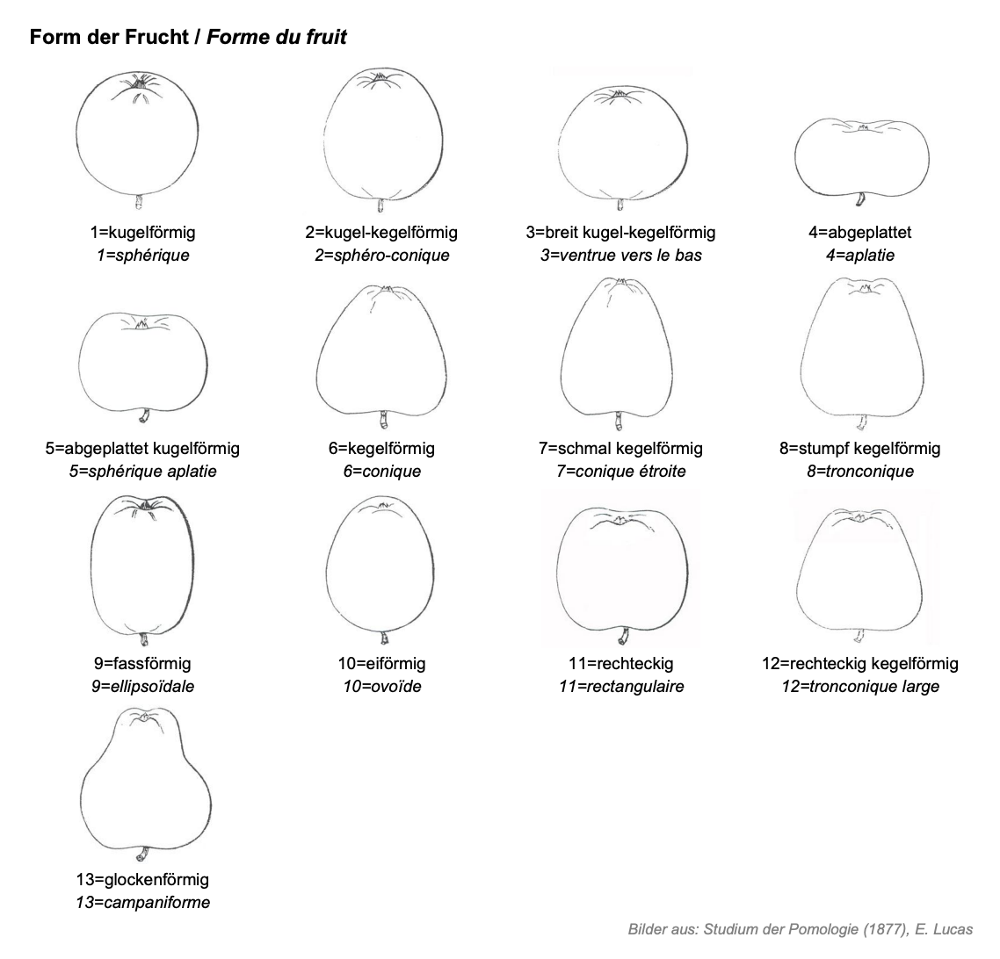 Form der Frucht / Forme du fruit
1=kugelförmig
1=sphérique
2=kugel-kegelförmig
2=sphéro-conique
3=breit kugel-kegelförmig
3=ventrue vers le bas
4=abgeplattet
4=aplatie
5=abgeplattet kugelförmig
5=sphérique aplatie
6=kegelförmig
6=conique
7=schmal kegelförmig
7=conique étroite
8=stumpf kegelförmig
8=tronconique
9=fassförmig
9=ellipsoïdale
10=eiförmig
10=ovoïde
11=rechteckig
11=rectangulaire
12=rechteckig kegelförmig
12=tronconique large
13=glockenförmig
13=campaniforme
Bilder aus: Studium der Pomologie (1877), E. Lucas